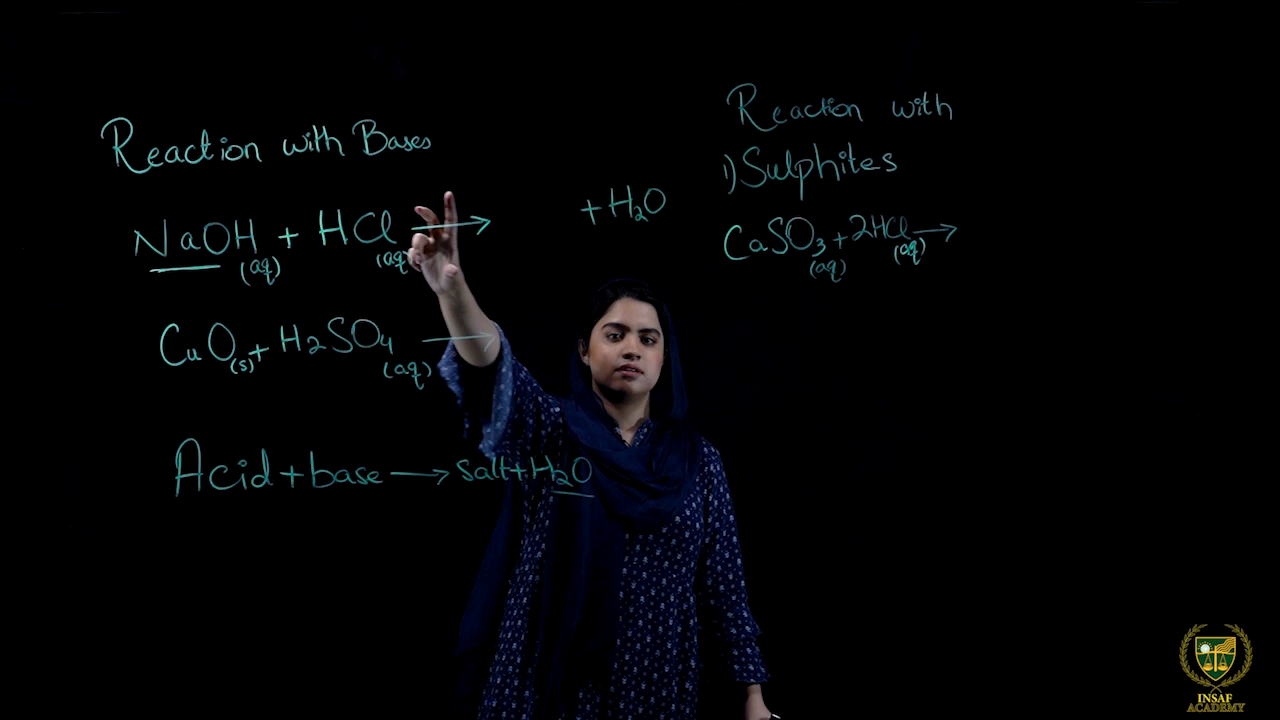 Reaction with Bases
NaOH(aq) + HCl(aq) → + H₂O
CuO(s) + H₂SO₄(aq) →
Acid + base → salt + H₂O
Reaction with
1) Sulphites
CaSO₃(aq) + 2HCl(aq) →
INSAF
ACADEMY